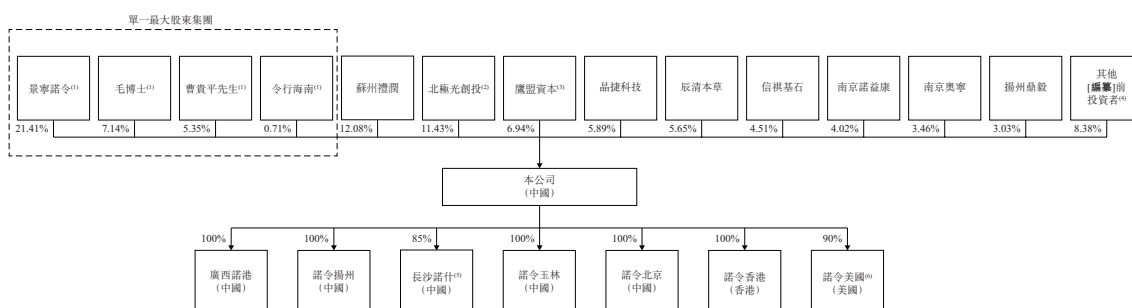 單一最大股東集團
景寧諾令(1)
毛博士(1)
曹貴平先生(1)
令行海南(1)
蘇州禮潤
北極光創投(2)
鷹盟資本(3)
晶捷科技
辰清本草
信祺基石
南京諾益康
南京奧寧
揚州鼎毅
其他
[編纂]前
投資者(4)
21.41%
7.14%
5.35%
0.71%
12.08%
11.43%
6.94%
5.89%
5.65%
4.51%
4.02%
3.46%
3.03%
8.38%
本公司
(中國)
100%
100%
85%
100%
100%
100%
90%
廣西諾港
(中國)
諾令揚州
(中國)
長沙諾什(5)
(中國)
諾令玉林
(中國)
諾令北京
(中國)
諾令香港
(香港)
諾令美國(6)
(美國)